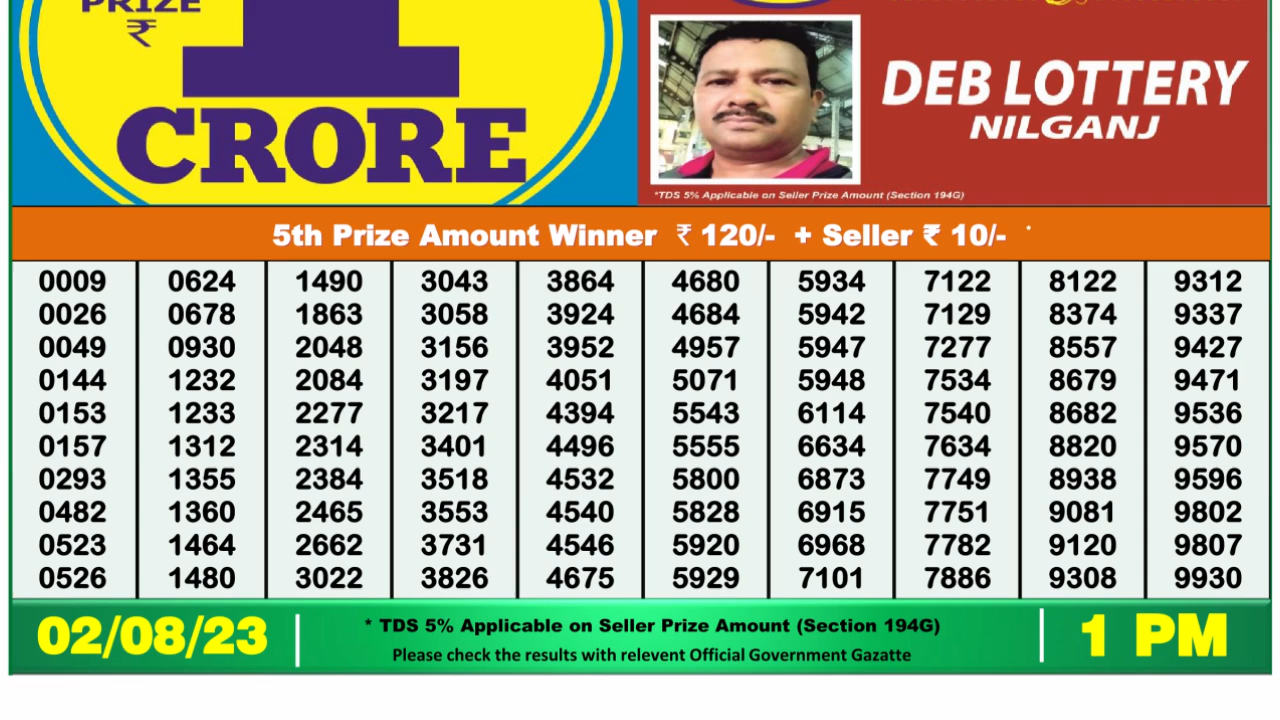 PRIZE
₹
1
CRORE
DEB LOTTERY
NILGANJ
*TDS 5% Applicable on Seller Prize Amount (Section 194G)
5th Prize Amount Winner ₹ 120/- + Seller ₹ 10/- *
0009 0624 1490 3043 3864 4680 5934 7122 8122 9312
0026 0678 1863 3058 3924 4684 5942 7129 8374 9337
0049 0930 2048 3156 3952 4957 5947 7277 8557 9427
0144 1232 2084 3197 4051 5071 5948 7534 8679 9471
0153 1233 2277 3217 4394 5543 6114 7540 8682 9536
0157 1312 2314 3401 4496 5555 6634 7634 8820 9570
0293 1355 2384 3518 4532 5800 6873 7749 8938 9596
0482 1360 2465 3553 4540 5828 6915 7751 9081 9802
0523 1464 2662 3731 4546 5920 6968 7782 9120 9807
0526 1480 3022 3826 4675 5929 7101 7886 9308 9930
02/08/23
* TDS 5% Applicable on Seller Prize Amount (Section 194G)
Please check the results with relevent Official Government Gazatte
1 PM